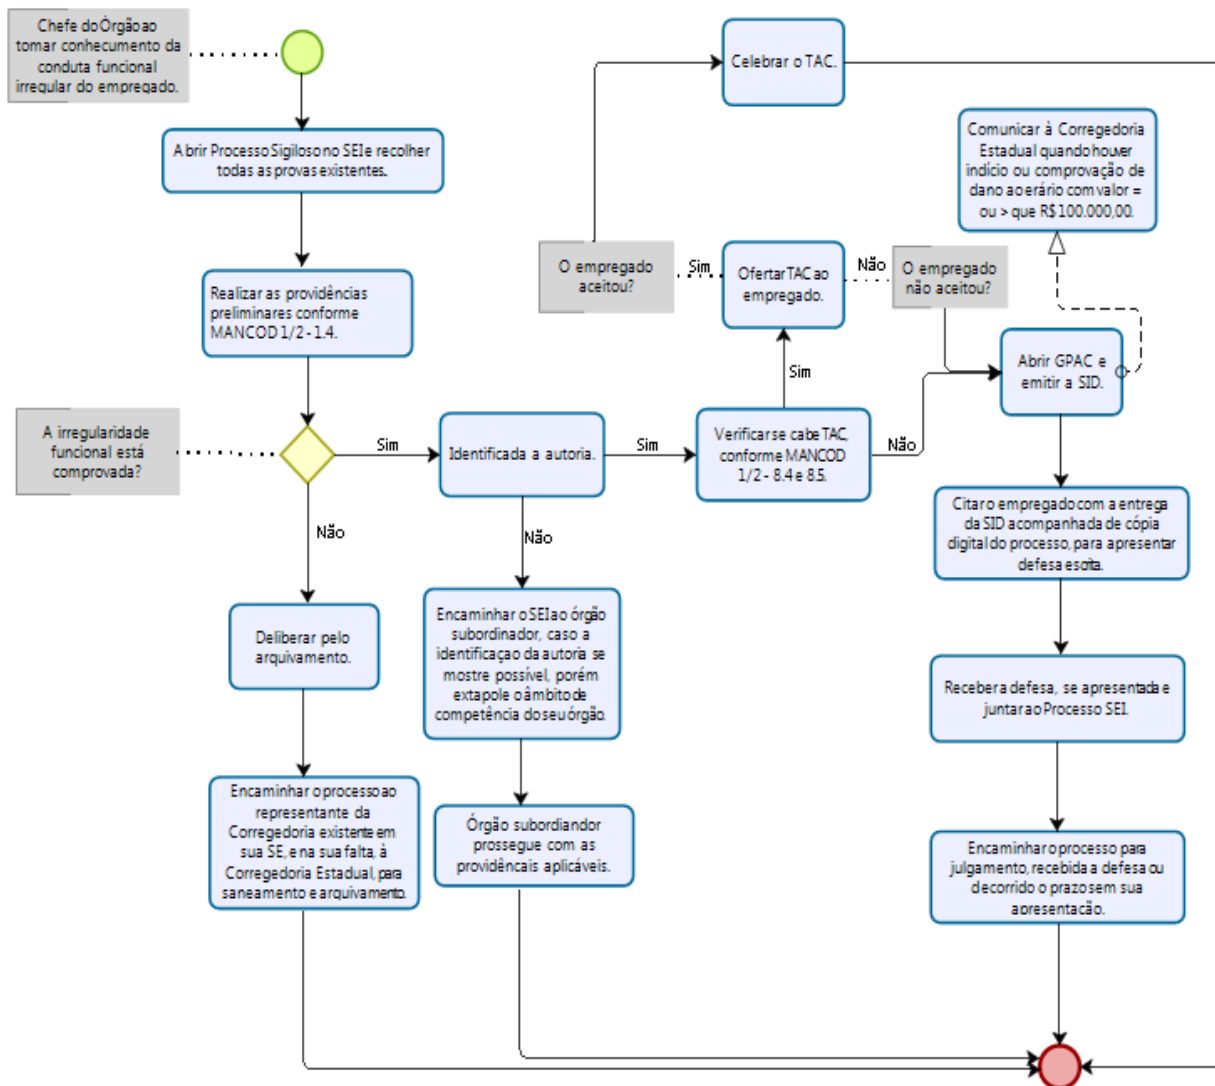 Chefe do Órgão ao
tomar conhecumento da
conduta funcional
irregular do empregado.
Abrir Processo Sigiloso no SEI e recolher
todas as provas existentes.
Realizar as providências
preliminares conforme
MANCOD 1/2 - 1.4.
A irregularidade
funcional está
comprovada?
Sim
Não
Deliberar pelo
arquivamento.
Encaminhar o processo ao
representante da
Corregedoria existente em
sua SE, e na sua falta, à
Corregedoria Estadual, para
saneamento e arquivamento.
Identificada a autoria.
Sim
Não
Encaminhar o SEI ao órgão
subordinador, caso a
identificaçao da autoria se
mostre possível, porém
extapole o âmbito de
competência do seu órgão.
Órgão subordiandor
prossegue com as
providêncais aplicáveis.
Verificar se cabe TAC,
conforme MANCOD
1/2 - 8.4 e 8.5.
Sim
Não
Ofertar TAC ao
empregado.
Sim
O empregado
aceitou?
Celebrar o TAC.
Não
O empregado
não aceitou?
Abrir GPAC e
emitir a SID.
Comunicar à Corregedoria
Estadual quando houver
indício ou comprovação de
dano ao erário com valor =
ou > que R$ 100.000,00.
Citar o empregado com a entrega
da SID acompanhada de cópia
digital do processo, para apresentar
defesa escrita.
Receber a defesa, se apresentada e
juntar ao Processo SEI.
Encaminhar o processo para
julgamento, recebida a defesa ou
decorrido o prazo sem sua
apresentação.